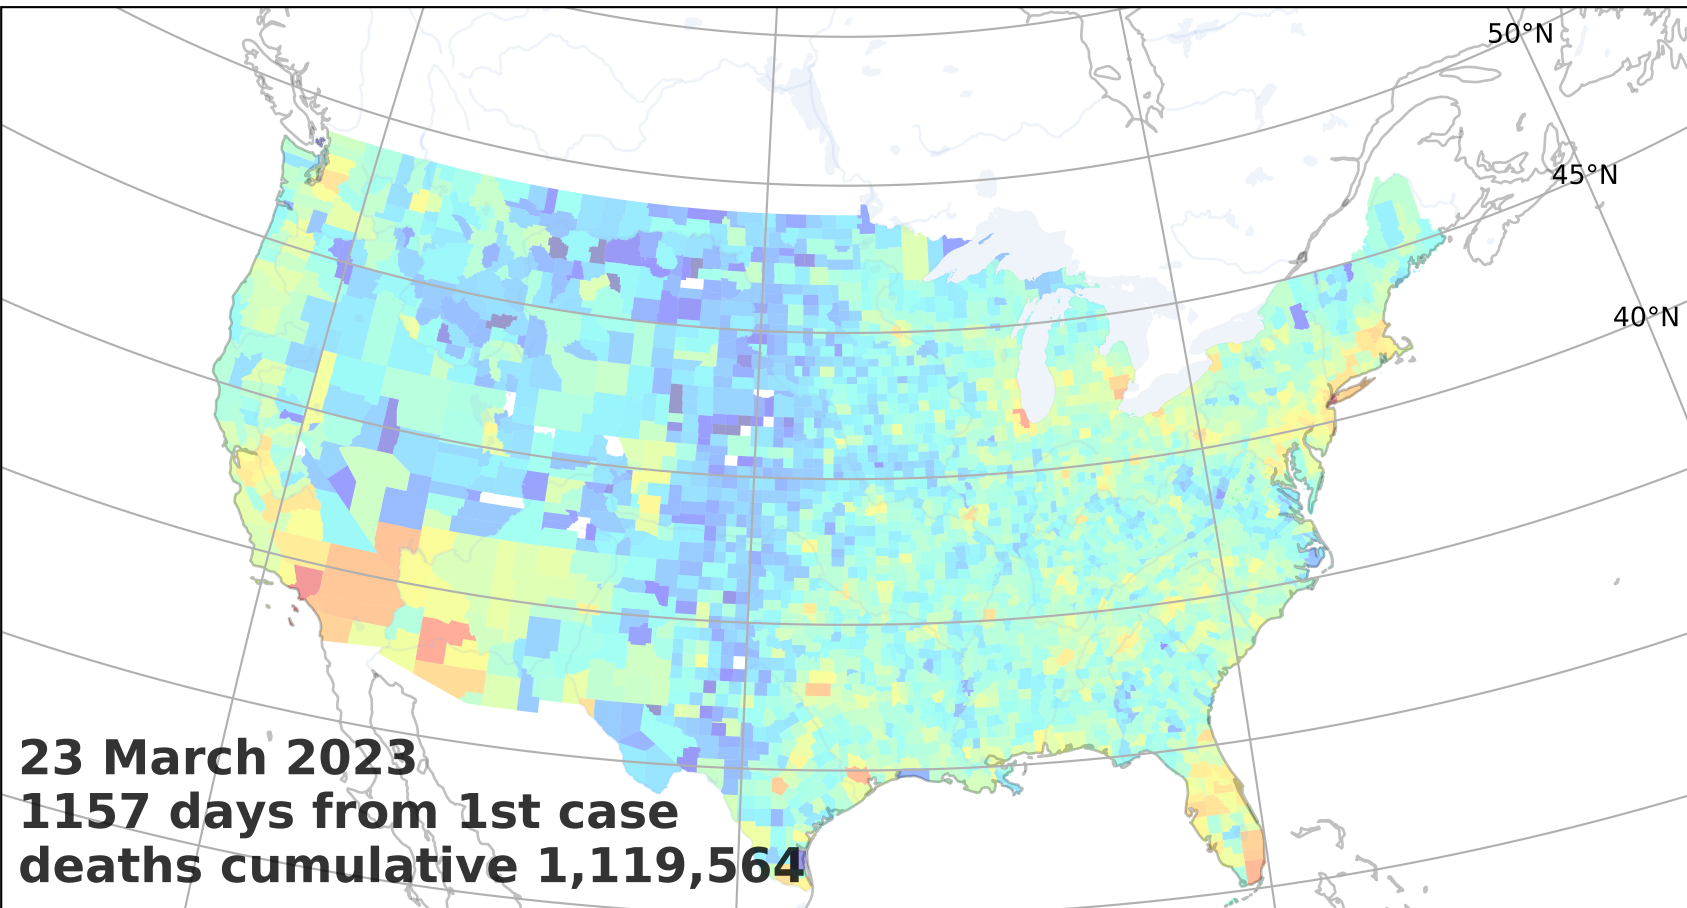 50°N
45°N
40°N
23 March 2023
1157 days from 1st case
deaths cumulative 1,119,564